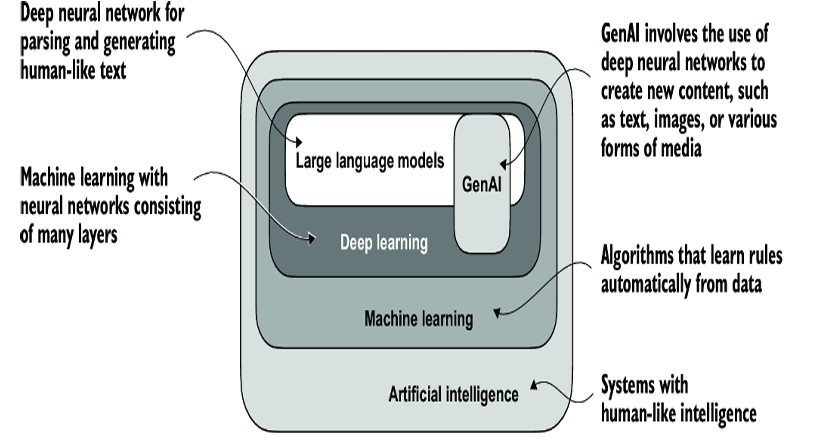 Deep neural network for
parsing and generating
human-like text
GenAI involves the use of
deep neural networks to
create new content, such
as text, images, or various
forms of media
Large language models
GenAI
Machine learning with
neural networks consisting
of many layers
Deep learning
Algorithms that learn rules
automatically from data
Machine learning
Artificial intelligence
Systems with
human-like intelligence